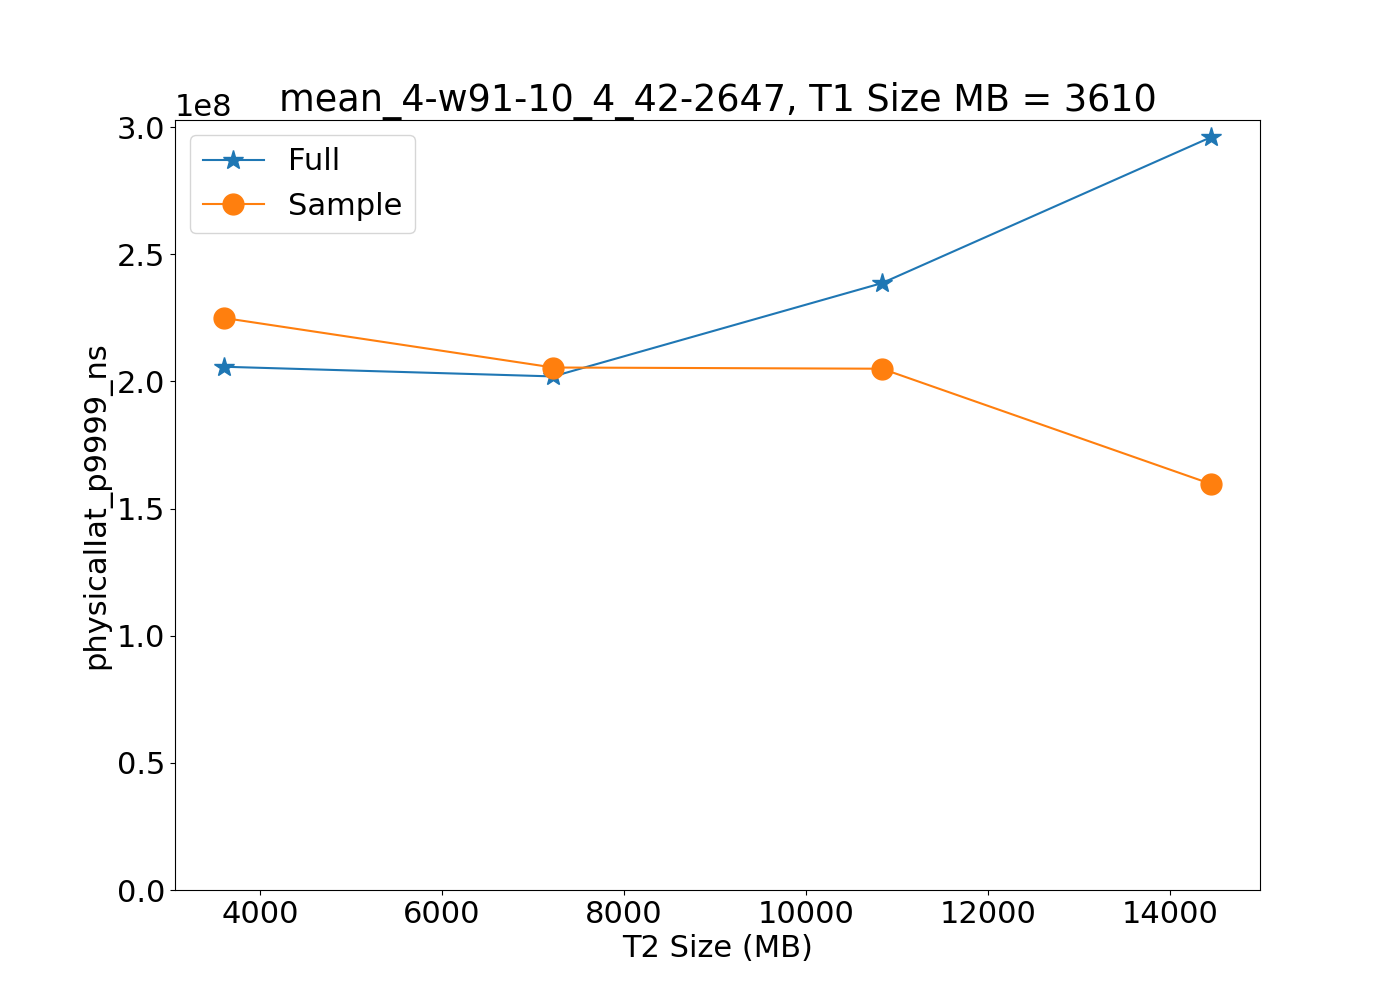 mean_4-w91-10_4_42-2647, T1 Size MB = 3610
1e8
Full
Sample
3.0
2.5
2.0
1.5
1.0
0.5
0.0
physicallat_p9999_ns
4000 6000 8000 10000 12000 14000
T2 Size (MB)